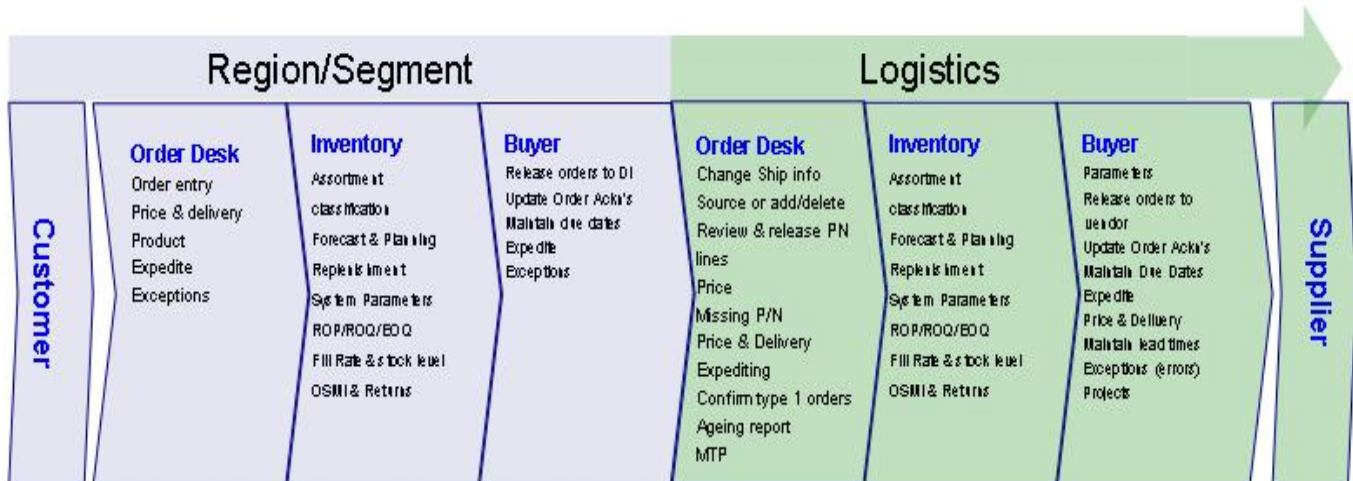 Region/Segment
Logistics
Customer
Order Desk
Order entry
Price & delivery
Product
Expedite
Exceptions
Inventory
Assortment
classification
Forecast & Planning
Replenishment
System Parameters
ROP/ROQ/EOQ
Fill Rate & stock level
OSMI & Returns
Buyer
Release orders to DI
Update Order Ackn's
Maintain due dates
Expedite
Exceptions
Order Desk
Change Ship info
Source or add/delete
Review & release PN
lines
Price
Missing P/N
Price & Delivery
Expediting
Confirm type 1 orders
Ageing report
MTP
Inventory
Assortment
classification
Forecast & Planning
Replenishment
System Parameters
ROP/ROQ/EOQ
Fill Rate & stock level
OSMI & Returns
Buyer
Parameters
Release orders to
vendor
Update Order Ackn's
Maintain Due Dates
Expedite
Price & Delivery
Maintain lead times
Exceptions (errors)
Projects
Supplier